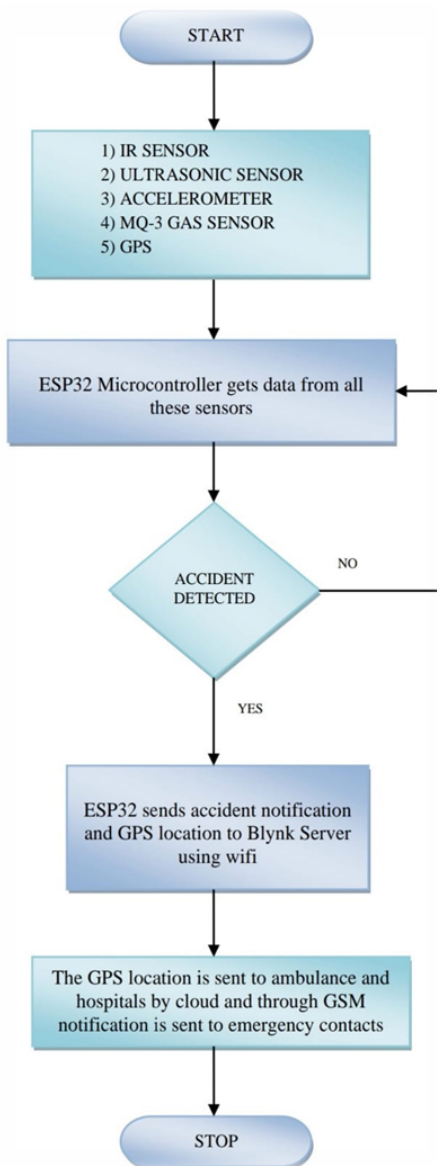 START
1) IR SENSOR
2) ULTRASONIC SENSOR
3) ACCELEROMETER
4) MQ-3 GAS SENSOR
5) GPS
ESP32 Microcontroller gets data from all
these sensors
ACCIDENT
DETECTED
NO
YES
ESP32 sends accident notification
and GPS location to Blynk Server
using wifi
The GPS location is sent to ambulance and
hospitals by cloud and through GSM
notification is sent to emergency contacts
STOP